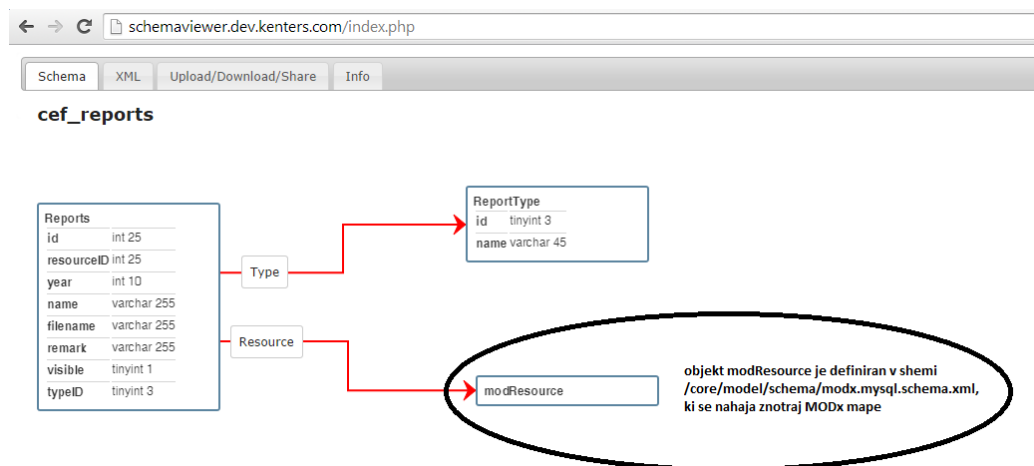 schemaviewer.dev.kenters.com/index.php
Schema XML Upload/Download/Share Info
cef_reports
Reports
id int 25
resourceID int 25
year int 10
name varchar 255
filename varchar 255
remark varchar 255
visible tinyint 1
typeID tinyint 3
Type
Resource
ReportType
id tinyint 3
name varchar 45
modResource
objekt modResource je definiran v shemi
/core/model/schema/modx.mysql.schema.xml,
ki se nahaja znotraj MODx mape